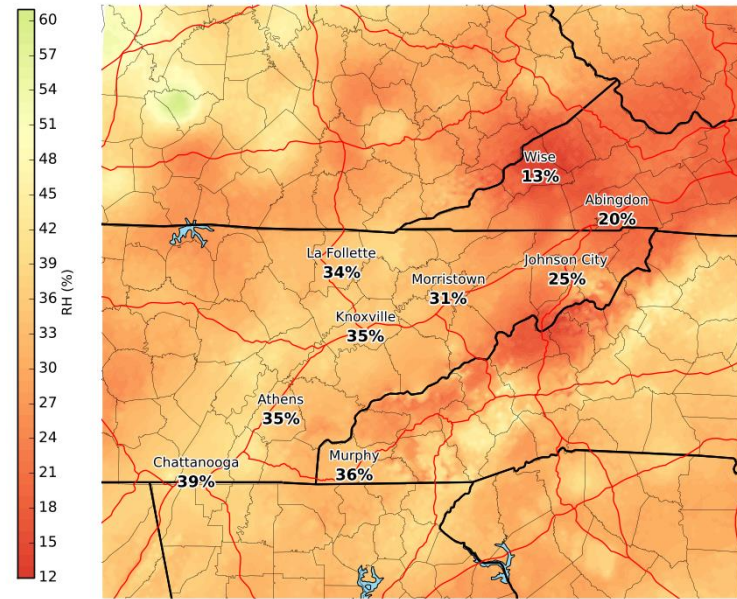 60
57
54
51
48
45
42
39
36
33
30
27
24
21
18
15
12
RH (%)
Wise
13%
Abingdon
20%
La Follette
34%
Johnson City
25%
Morristown
31%
Knoxville
35%
Athens
35%
Murphy
36%
Chattanooga
39%